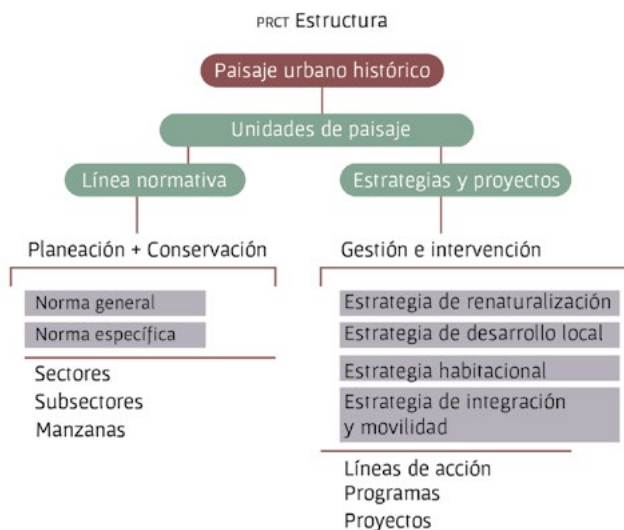 PRCT Estructura
Paisaje urbano histórico
Unidades de paisaje
Línea normativa
Estrategias y proyectos
Planeación + Conservación
Gestión e intervención
Norma general
Norma específica
Sectores
Subsectores
Manzanas
Estrategia de renaturalización
Estrategia de desarrollo local
Estrategia habitacional
Estrategia de integración
y movilidad
Líneas de acción
Programas
Proyectos